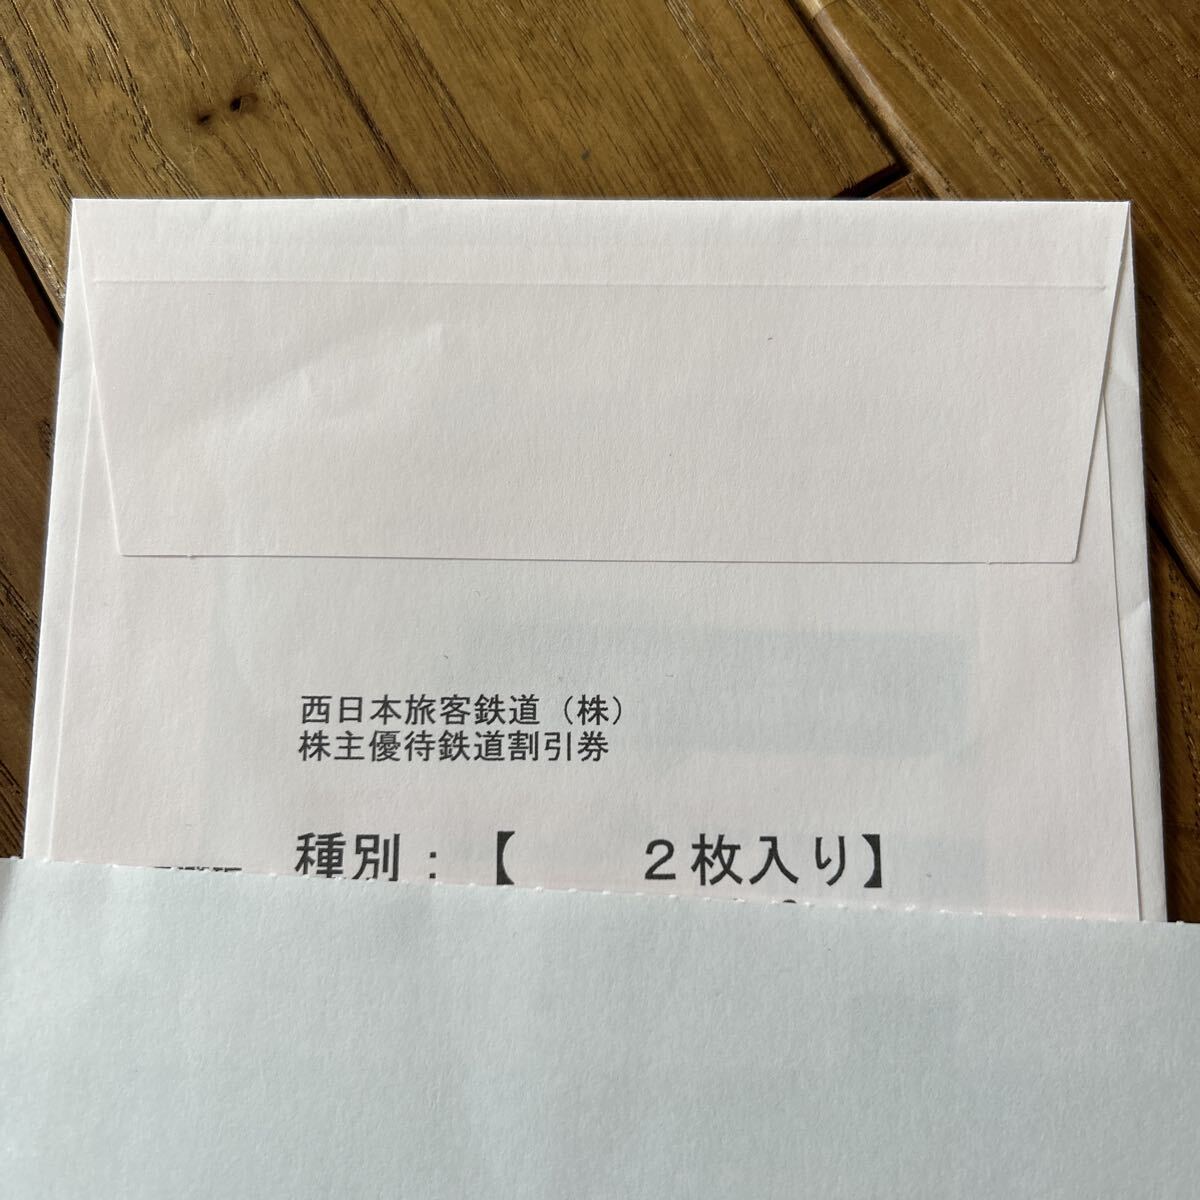 西日本旅客鉄道（株）
株主優待鉄道割引券
種別：【　　　２枚入り】